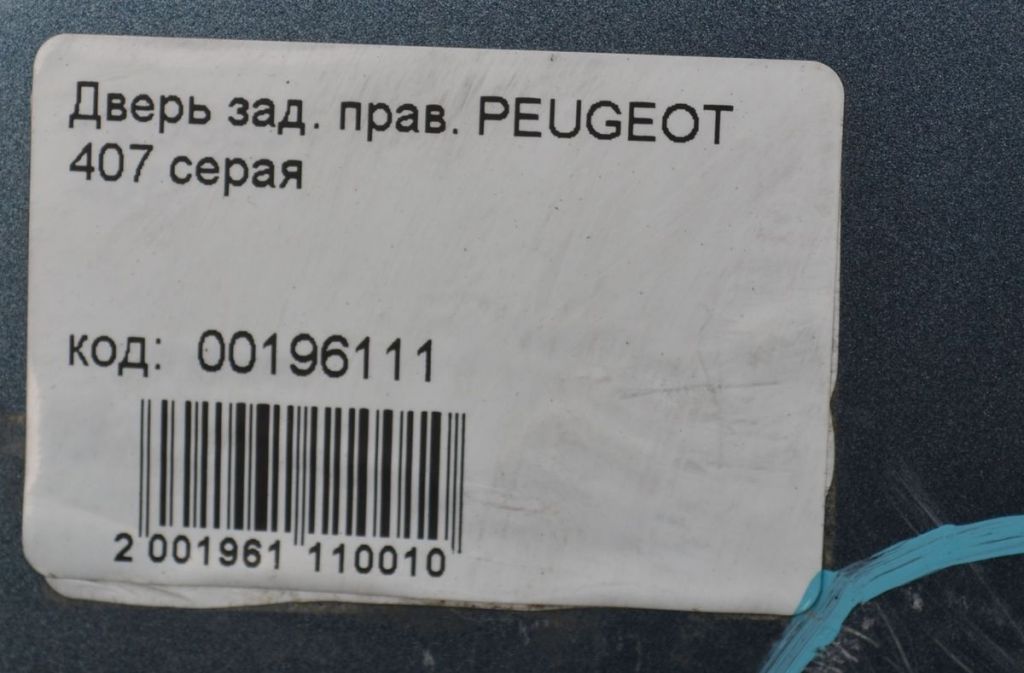 Дверь зад. прав. PEUGEOT
407 серая
код: 00196111
2 001961 110010